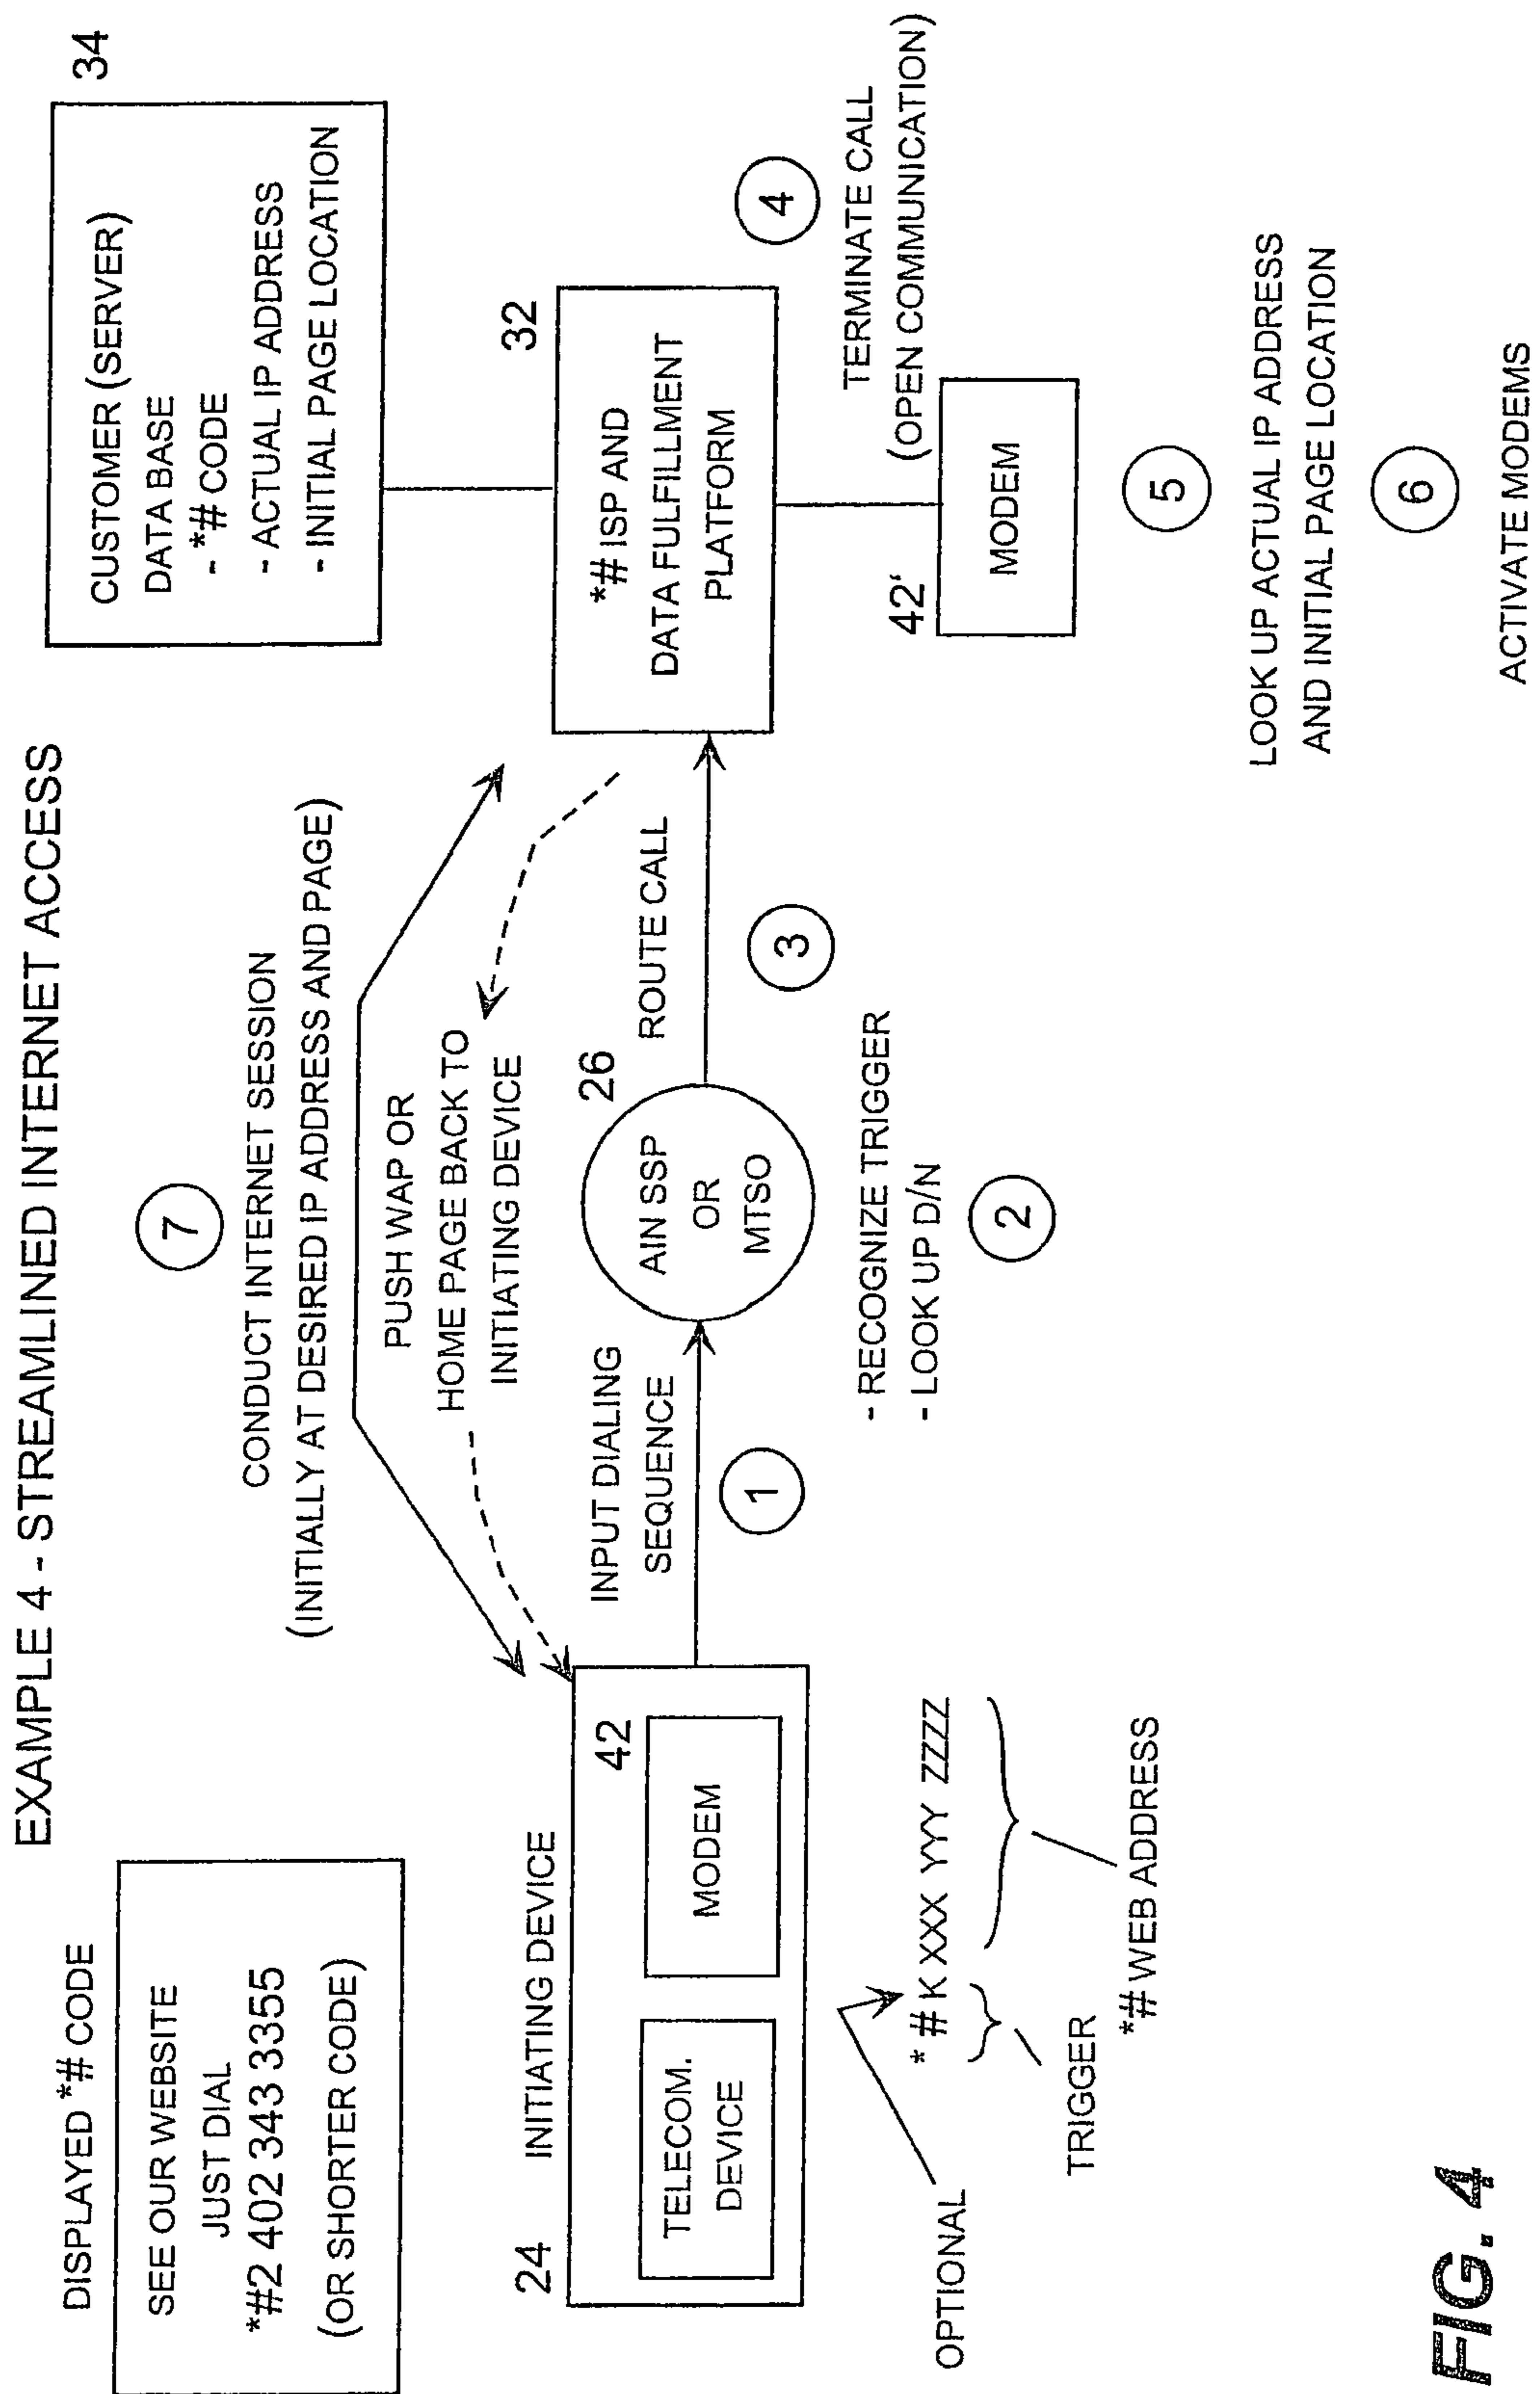 EXAMPLE 4 - STREAMLINED INTERNET ACCESS
DISPLAYED *# CODE
SEE OUR WEBSITE
JUST DIAL
*#2 402 343 3355
(OR SHORTER CODE)
7
CONDUCT INTERNET SESSION
(INITIALLY AT DESIRED IP ADDRESS AND PAGE)
PUSH WAP OR
HOME PAGE BACK TO
INITIATING DEVICE
34
CUSTOMER (SERVER)
DATA BASE
- *# CODE
- ACTUAL IP ADDRESS
- INITIAL PAGE LOCATION
24
INITIATING DEVICE
TELECOM.
DEVICE
42
MODEM
INPUT DIALING
SEQUENCE
1
26
AIN SSP
OR
MTSO
ROUTE CALL
3
32
*# ISP AND
DATA FULFILLMENT
PLATFORM
4
TERMINATE CALL
(OPEN COMMUNICATION)
OPTIONAL
*# K XXX YYY ZZZZ
TRIGGER
*# WEB ADDRESS
- RECOGNIZE TRIGGER
- LOOK UP D/N
2
42'
MODEM
5
LOOK UP ACTUAL IP ADDRESS
AND INITIAL PAGE LOCATION
6
ACTIVATE MODEMS
FIG. 4